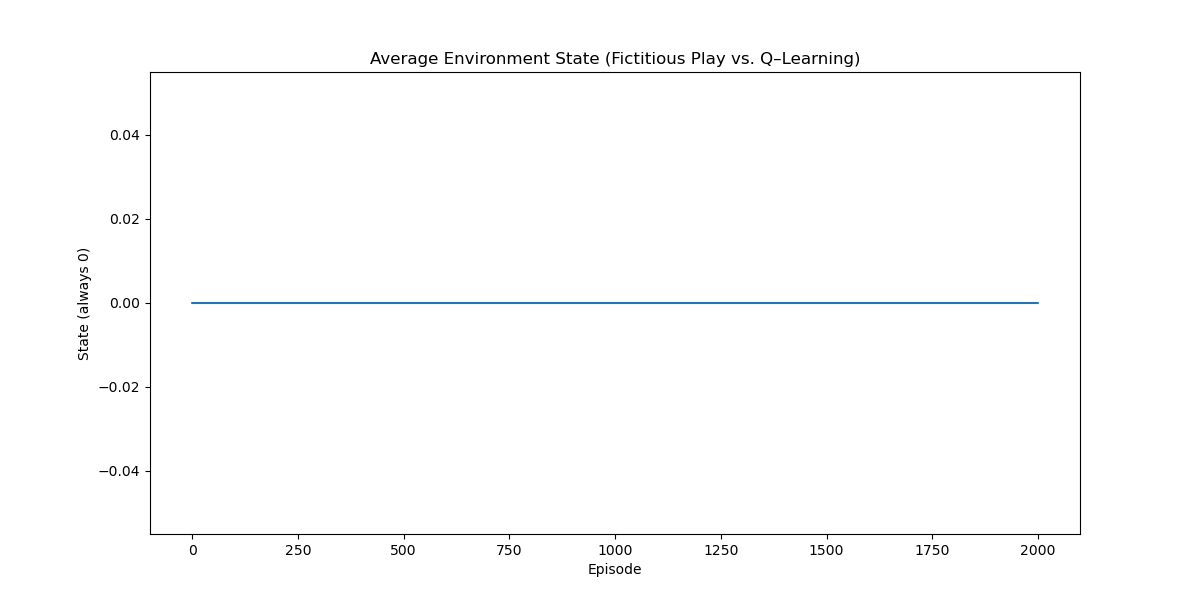 Average Environment State (Fictitious Play vs. Q–Learning)
State (always 0)
0.04
0.02
0.00
−0.02
−0.04
0 250 500 750 1000 1250 1500 1750 2000
Episode